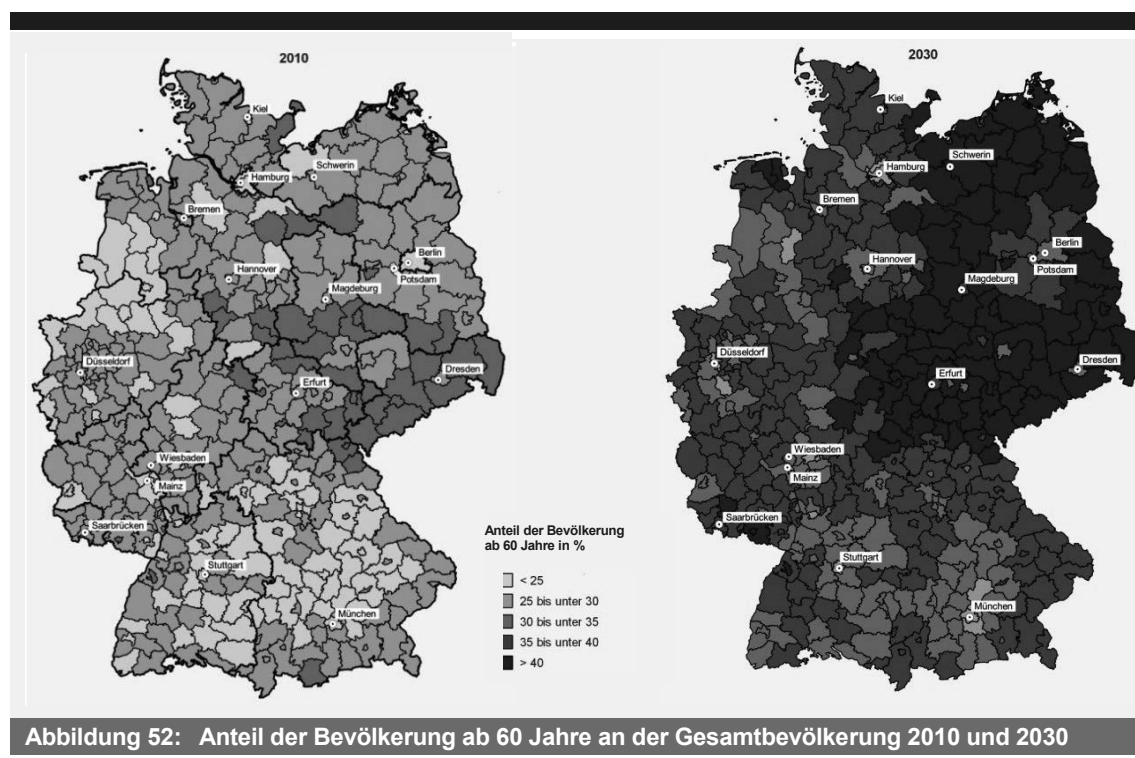 2010
Kiel
Schwerin
Hamburg
Bremen
Berlin
Hannover
Potsdam
Magdeburg
Düsseldorf
Dresden
Erfurt
Wiesbaden
Mainz
Saarbrücken
Stuttgart
München
Anteil der Bevölkerung
ab 60 Jahre in %
< 25
25 bis unter 30
30 bis unter 35
35 bis unter 40
> 40
2030
Kiel
Schwerin
Hamburg
Bremen
Berlin
Hannover
Potsdam
Magdeburg
Düsseldorf
Dresden
Erfurt
Wiesbaden
Mainz
Saarbrücken
Stuttgart
München
Abbildung 52: Anteil der Bevölkerung ab 60 Jahre an der Gesamtbevölkerung 2010 und 2030